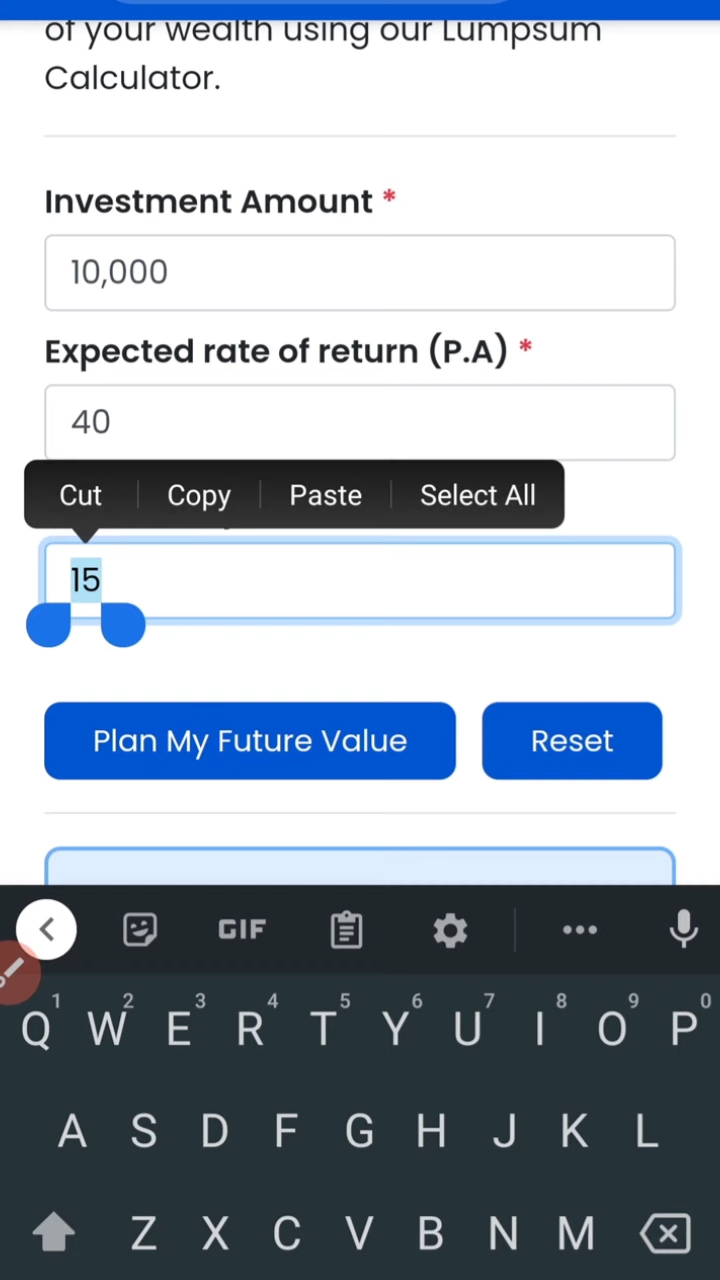 of your wealth using our Lumpsum
Calculator.
Investment Amount *
10,000
Expected rate of return (P.A) *
40
Cut Copy Paste Select All
15
Plan My Future Value Reset
GIF
1 2 3 4 5 6 7 8 9 0
Q W E R T Y U I O P
A S D F G H J K L
Z X C V B N M